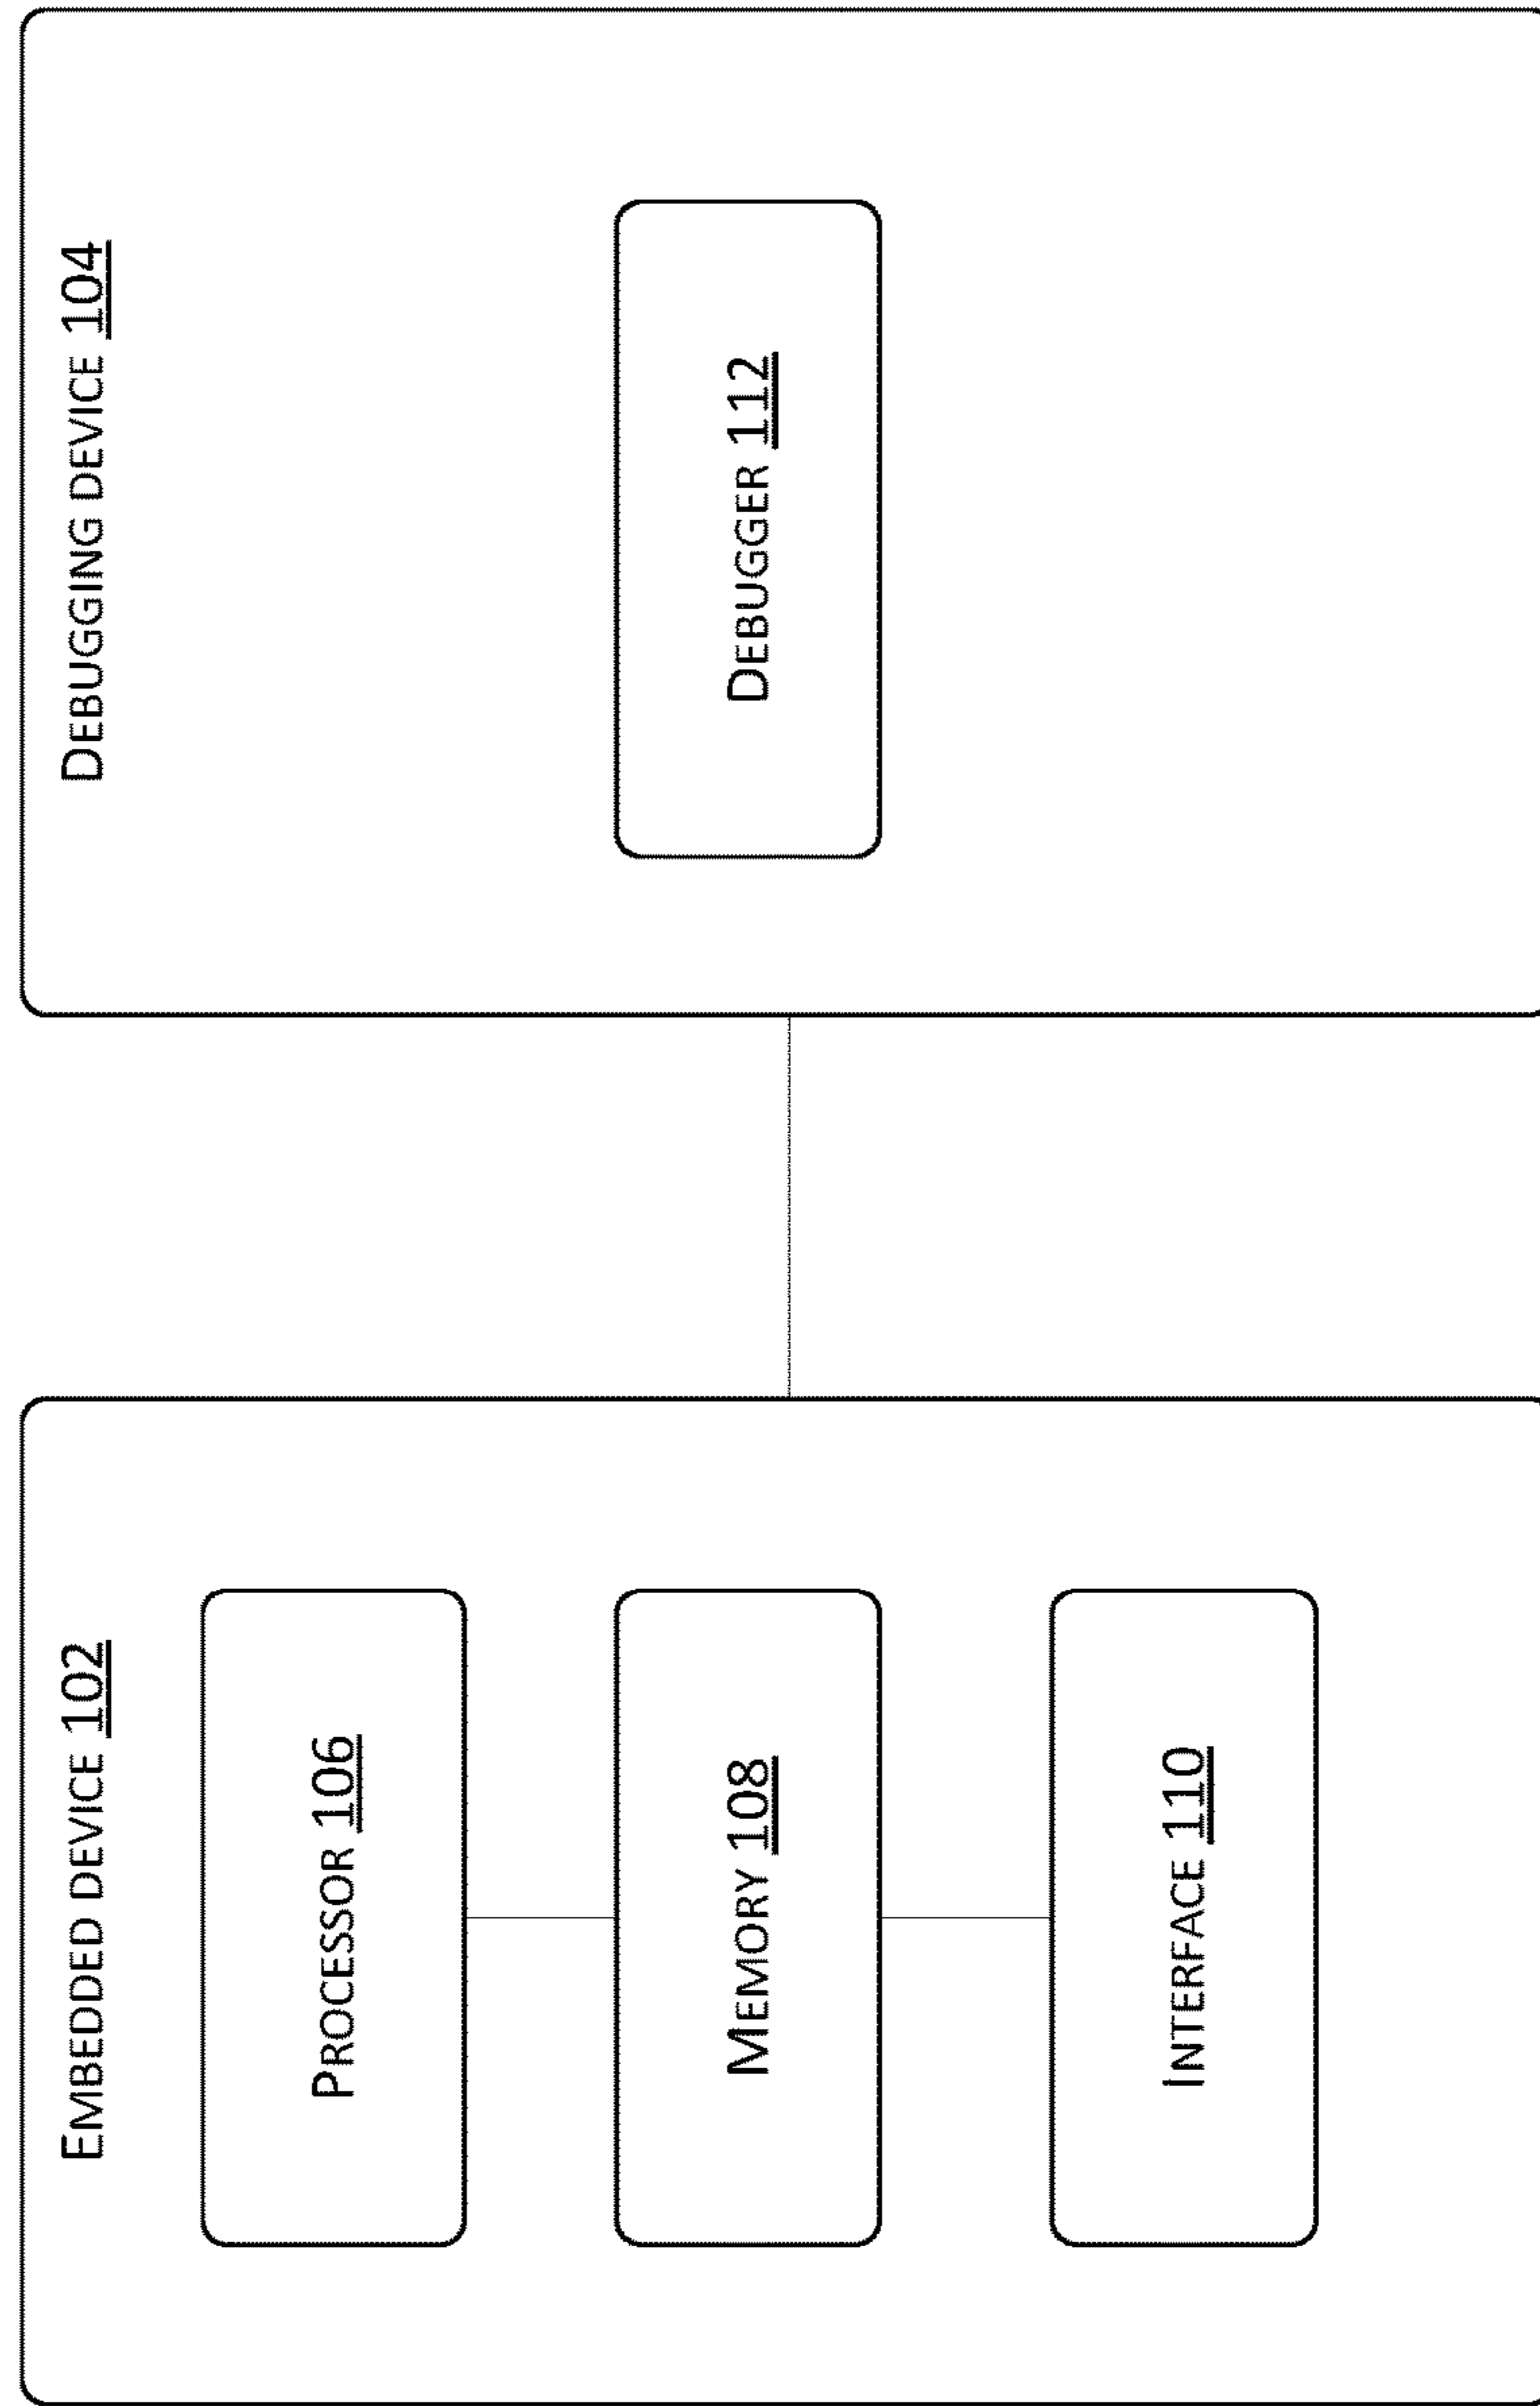 EMBEDDED DEVICE 102
PROCESSOR 106
MEMORY 108
INTERFACE 110
DEBUGGING DEVICE 104
DEBUGGER 112